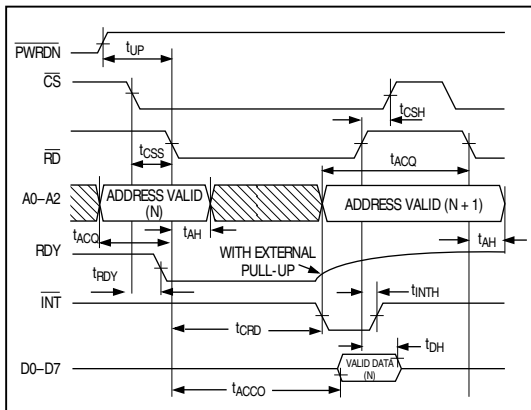 PWRDN
tUP
CS
tCSH
RD
tCSS
tACQ
A0–A2
ADDRESS VALID (N)
ADDRESS VALID (N + 1)
tACQ
tAH
tAH
RDY
WITH EXTERNAL PULL-UP
tRDY
tINTH
INT
tCRD
tDH
D0–D7
VALID DATA (N)
tACCO